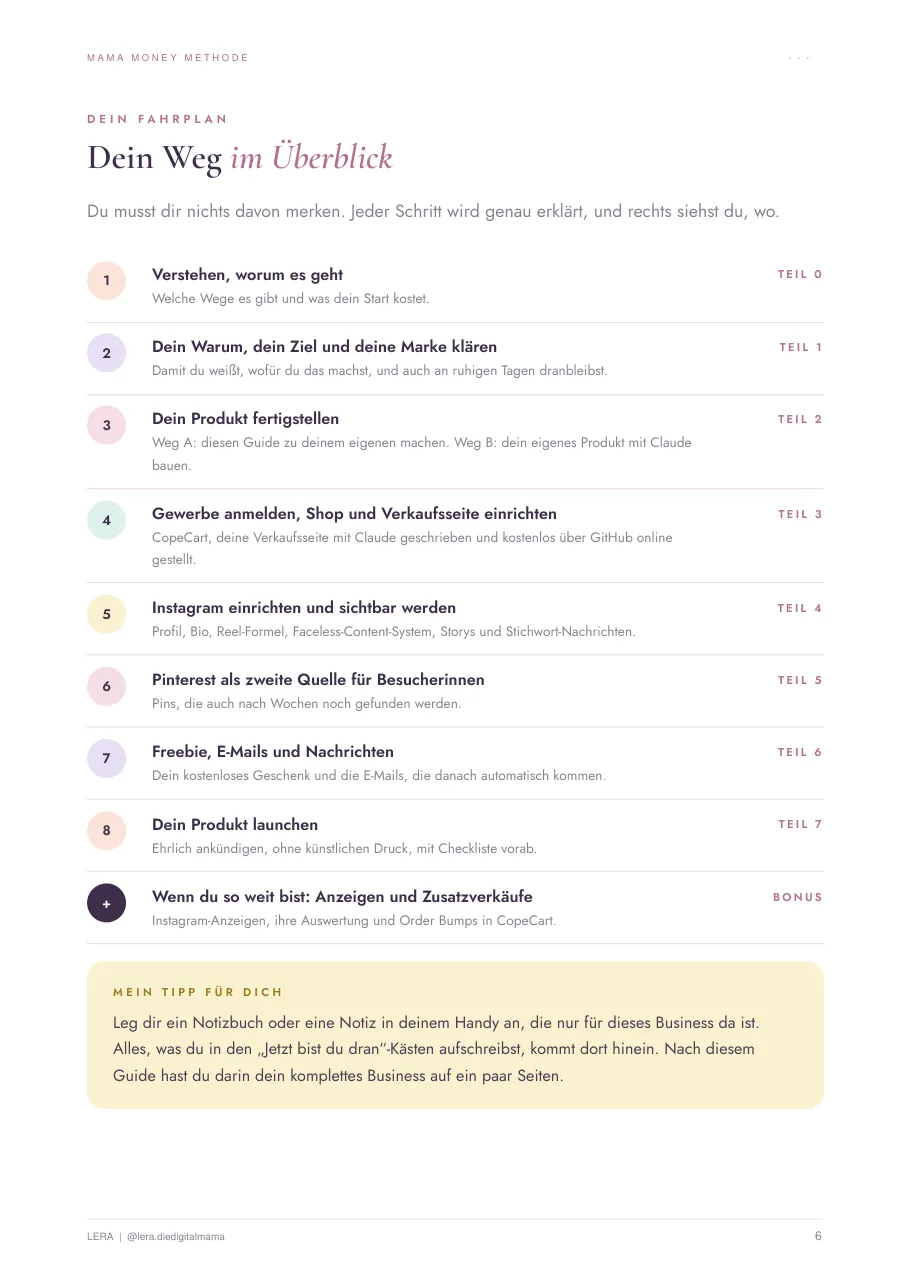 MAMA MONEY METHODE
· · ·
DEIN FAHRPLAN
Dein Weg im Überblick
Du musst dir nichts davon merken. Jeder Schritt wird genau erklärt, und rechts siehst du, wo.
1
Verstehen, worum es geht
TEIL 0
Welche Wege es gibt und was dein Start kostet.
2
Dein Warum, dein Ziel und deine Marke klären
TEIL 1
Damit du weißt, wofür du das machst, und auch an ruhigen Tagen dranbleibst.
3
Dein Produkt fertigstellen
TEIL 2
Weg A: diesen Guide zu deinem eigenen machen. Weg B: dein eigenes Produkt mit Claude
bauen.
4
Gewerbe anmelden, Shop und Verkaufsseite einrichten
TEIL 3
CopeCart, deine Verkaufsseite mit Claude geschrieben und kostenlos über GitHub online
gestellt.
5
Instagram einrichten und sichtbar werden
TEIL 4
Profil, Bio, Reel-Formel, Faceless-Content-System, Storys und Stichwort-Nachrichten.
6
Pinterest als zweite Quelle für Besucherinnen
TEIL 5
Pins, die auch nach Wochen noch gefunden werden.
7
Freebie, E-Mails und Nachrichten
TEIL 6
Dein kostenloses Geschenk und die E-Mails, die danach automatisch kommen.
8
Dein Produkt launchen
TEIL 7
Ehrlich ankündigen, ohne künstlichen Druck, mit Checkliste vorab.
+
Wenn du so weit bist: Anzeigen und Zusatzverkäufe
BONUS
Instagram-Anzeigen, ihre Auswertung und Order Bumps in CopeCart.
MEIN TIPP FÜR DICH
Leg dir ein Notizbuch oder eine Notiz in deinem Handy an, die nur für dieses Business da ist.
Alles, was du in den „Jetzt bist du dran“-Kästen aufschreibst, kommt dort hinein. Nach diesem
Guide hast du darin dein komplettes Business auf ein paar Seiten.
LERA | @lera.diedigitalmama
6